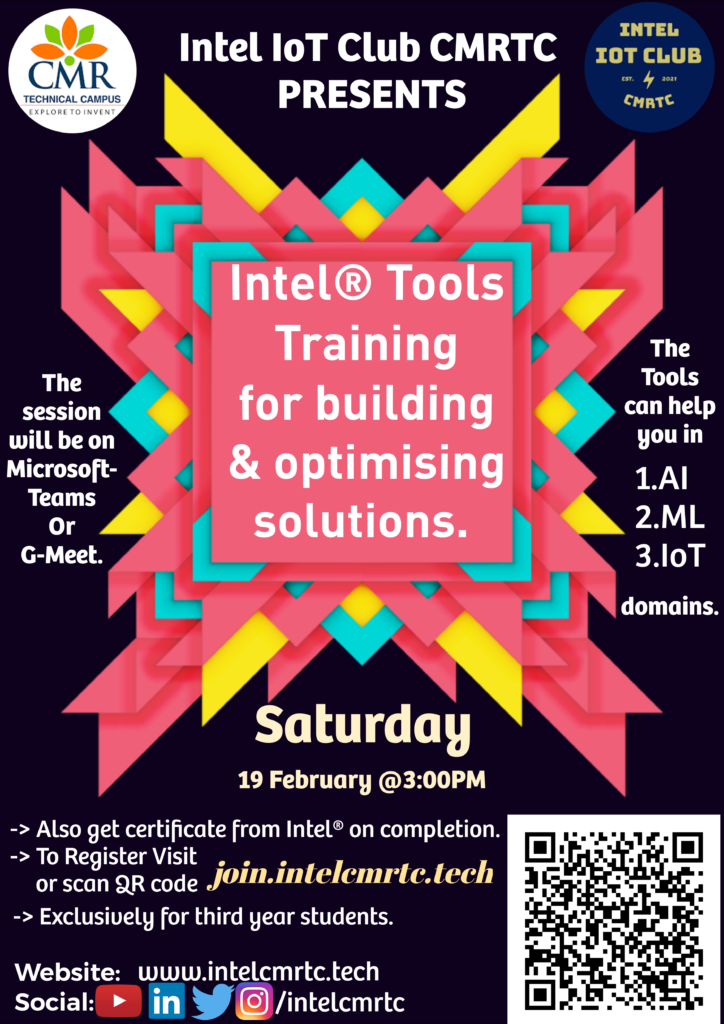 CMR
TECHNICAL CAMPUS
EXPLORE TO INVENT
Intel IoT Club CMRTC
PRESENTS
INTEL
IOT CLUB
EST. 2021
CMRTC
Intel® Tools
Training
for building
& optimising
solutions.
The
session
will be on
Microsoft-
Teams
Or
G-Meet.
The
Tools
can help
you in
1.AI
2.ML
3.IoT
domains.
Saturday
19 February @3:00PM
-> Also get certificate from Intel® on completion.
-> To Register Visit
or scan QR code join.intelcmrtc.tech
-> Exclusively for third year students.
Website: www.intelcmrtc.tech
Social: in /intelcmrtc